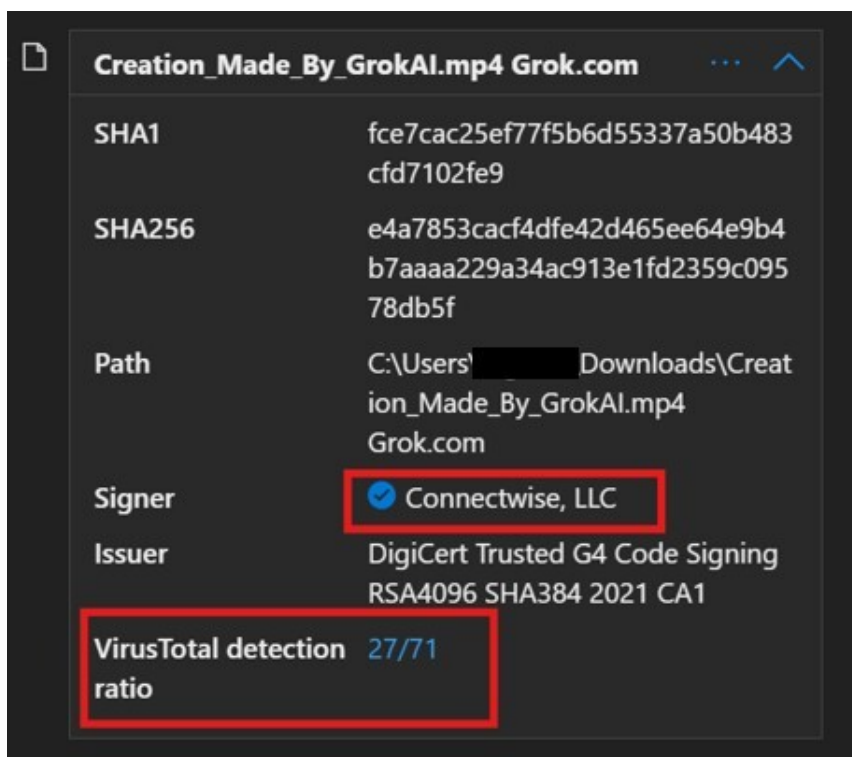 Creation_Made_By_GrokAI.mp4 Grok.com
SHA1 fce7cac25ef77f5b6d55337a50b483
cfd7102fe9
SHA256 e4a7853cacf4dfe42d465ee64e9b4
b7aaaa229a34ac913e1fd2359c095
78db5f
Path C:\Users\ Downloads\Creat
ion_Made_By_GrokAI.mp4
Grok.com
Signer Connectwise, LLC
Issuer DigiCert Trusted G4 Code Signing
RSA4096 SHA384 2021 CA1
VirusTotal detection 27/71
ratio